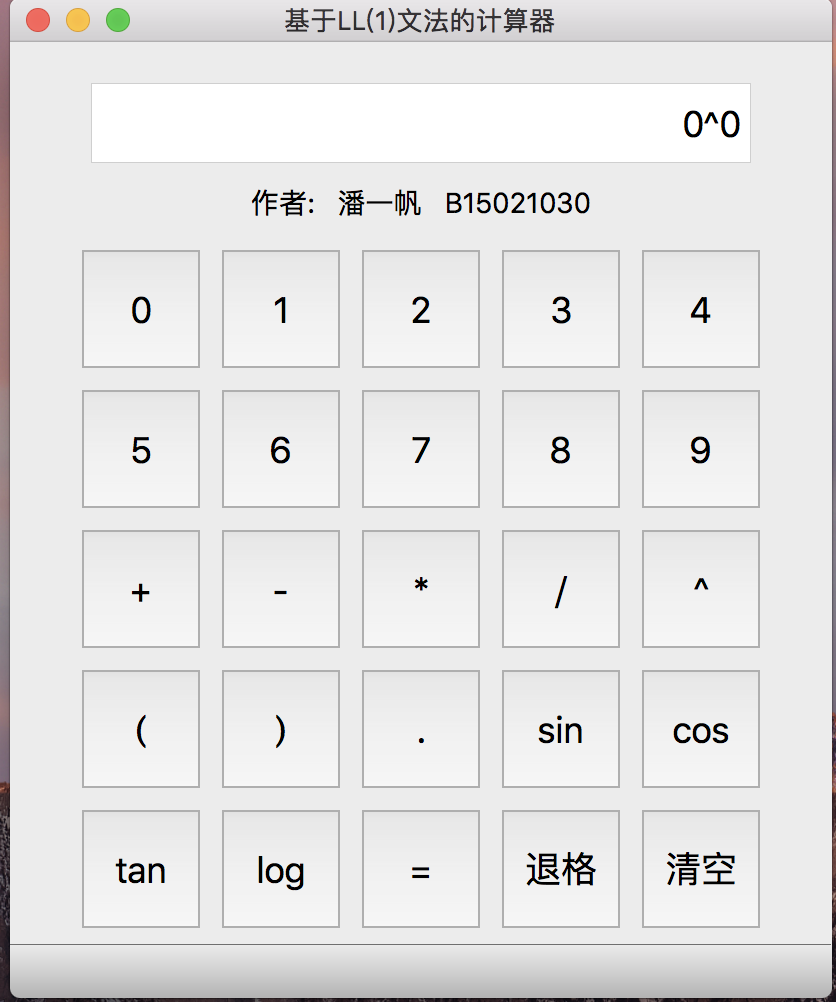 基于LL(1)文法的计算器
0^0
作者: 潘一帆 B15021030
0 1 2 3 4
5 6 7 8 9
+ - * / ^
( ) . sin cos
tan log = 退格 清空